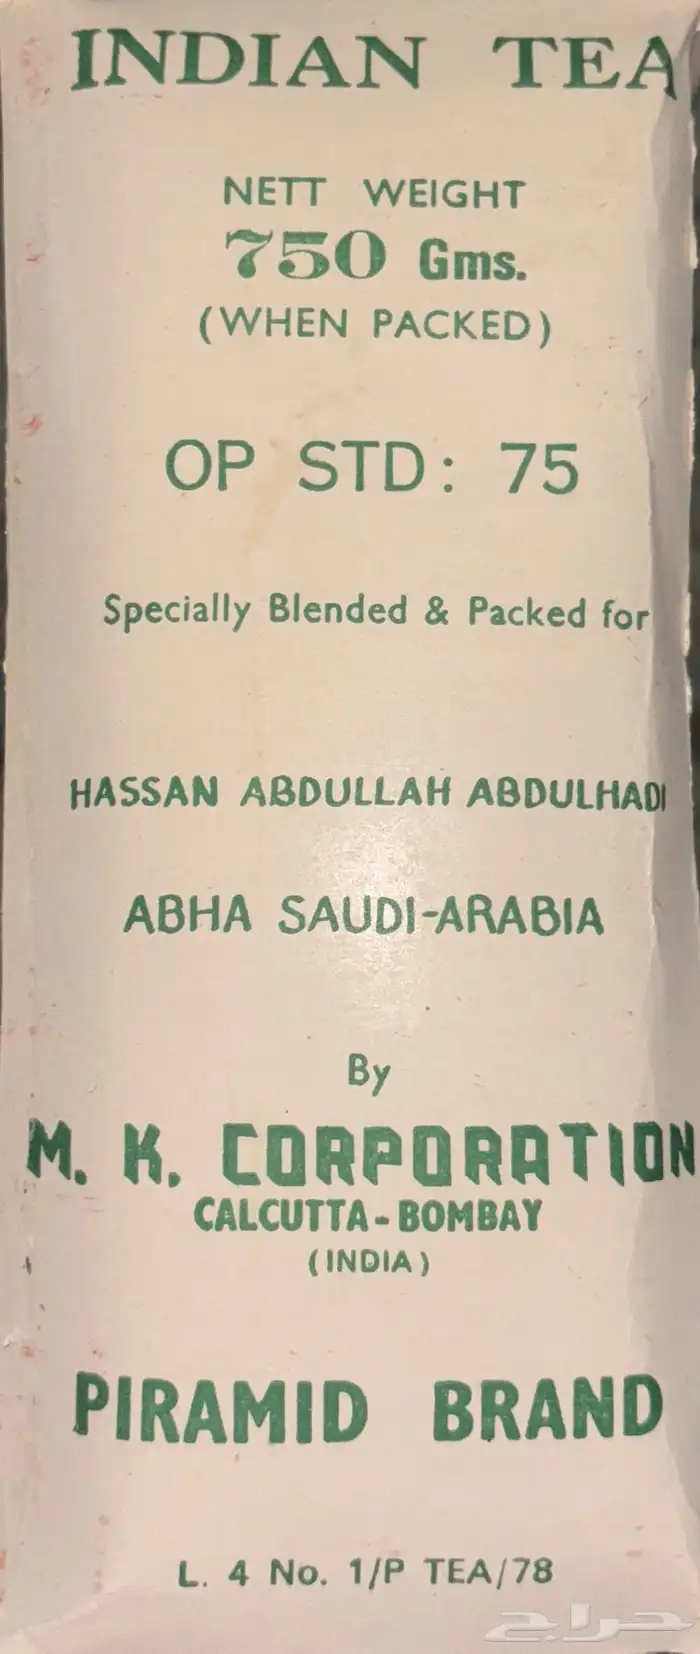 INDIAN TEA
NETT WEIGHT
750 Gms.
(WHEN PACKED)
OP STD: 75
Specially Blended & Packed for
HASSAN ABDULLAH ABDULHADI
ABHA SAUDI-ARABIA
By
M. K. CORPORATION
CALCUTTA-BOMBAY
(INDIA)
PIRAMID BRAND
L. 4 No. 1/P TEA/78
حراج